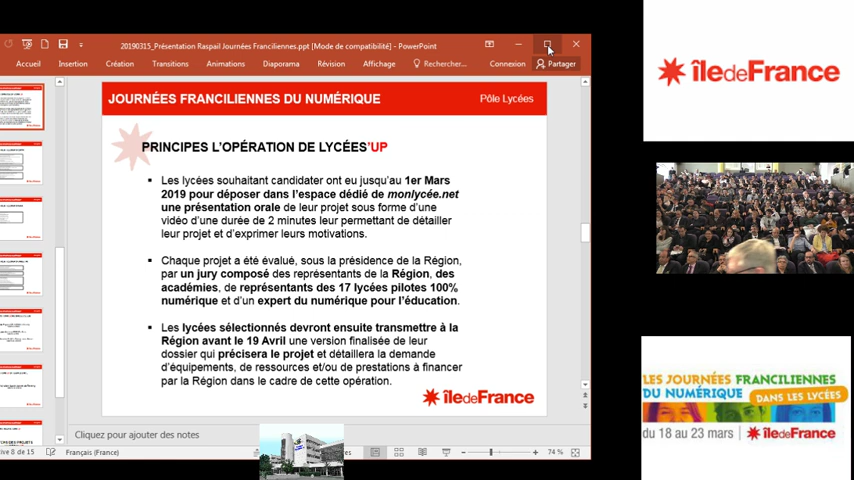 20190315_Présentation Raspail Journées Franciliennes.ppt [Mode de compatibilité] - PowerPoint
Accueil Insertion Création Transitions Animations Diaporama Révision Affichage Rechercher... Connexion Partager
JOURNÉES FRANCILIENNES DU NUMÉRIQUE Pôle Lycées
PRINCIPES L'OPÉRATION DE LYCÉES'UP
Les lycées souhaitant candidater ont eu jusqu'au 1er Mars
2019 pour déposer dans l'espace dédié de monlycée.net
une présentation orale de leur projet sous forme d'une
vidéo d'une durée de 2 minutes leur permettant de détailler
leur projet et d'exprimer leurs motivations.
Chaque projet a été évalué, sous la présidence de la Région,
par un jury composé des représentants de la Région, des
académies, de représentants des 17 lycées pilotes 100%
numérique et d'un expert du numérique pour l'éducation.
Les lycées sélectionnés devront ensuite transmettre à la
Région avant le 19 Avril une version finalisée de leur
dossier qui précisera le projet et détaillera la demande
d'équipements, de ressources et/ou de prestations à financer
par la Région dans le cadre de cette opération.
îledeFrance
Cliquez pour ajouter des notes
tive 8 de 15 Français (France) 74 %
îledeFrance
LES JOURNÉES FRANCILIENNES
DU NUMÉRIQUE DANS LES LYCÉES
du 18 au 23 mars îledeFrance